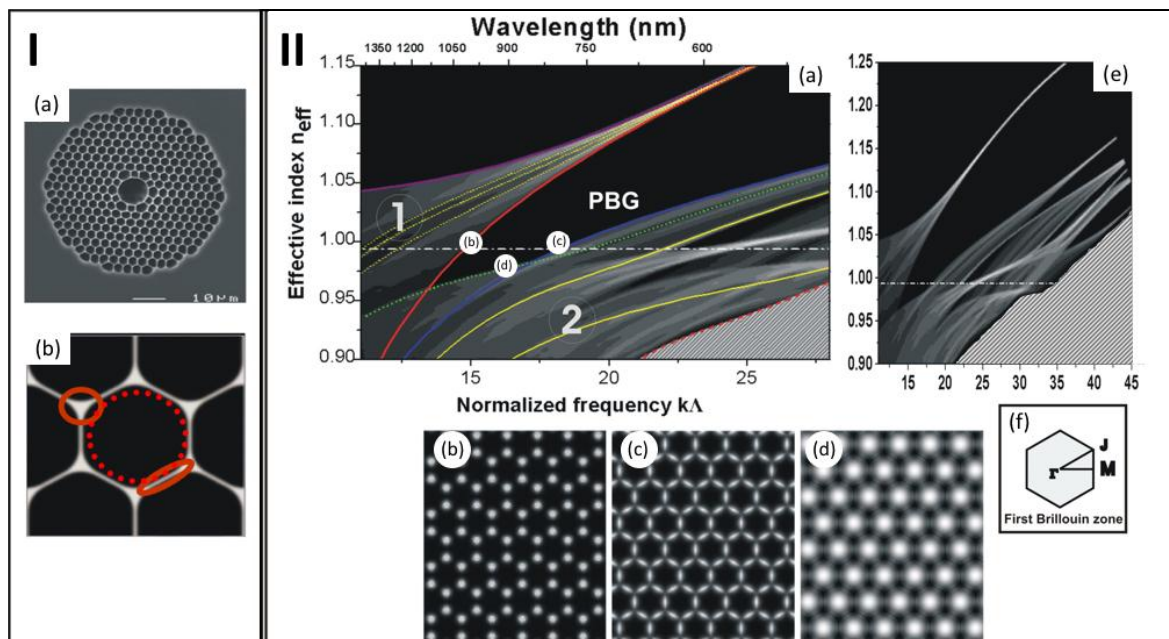 I
(a)
10µm
(b)
II
Wavelength (nm)
1350 1200 1050 900 750 600
(a)
Effective index neff
1.15
1.10
1.05
1.00
0.95
0.90
1
PBG
(b)
(c)
(d)
2
15 20 25
Normalized frequency kΛ
(e)
1.25
1.20
1.15
1.10
1.05
1.00
0.95
0.90
15 20 25 30 35 40 45
(b)
(c)
(d)
(f)
J
Γ M
First Brillouin zone